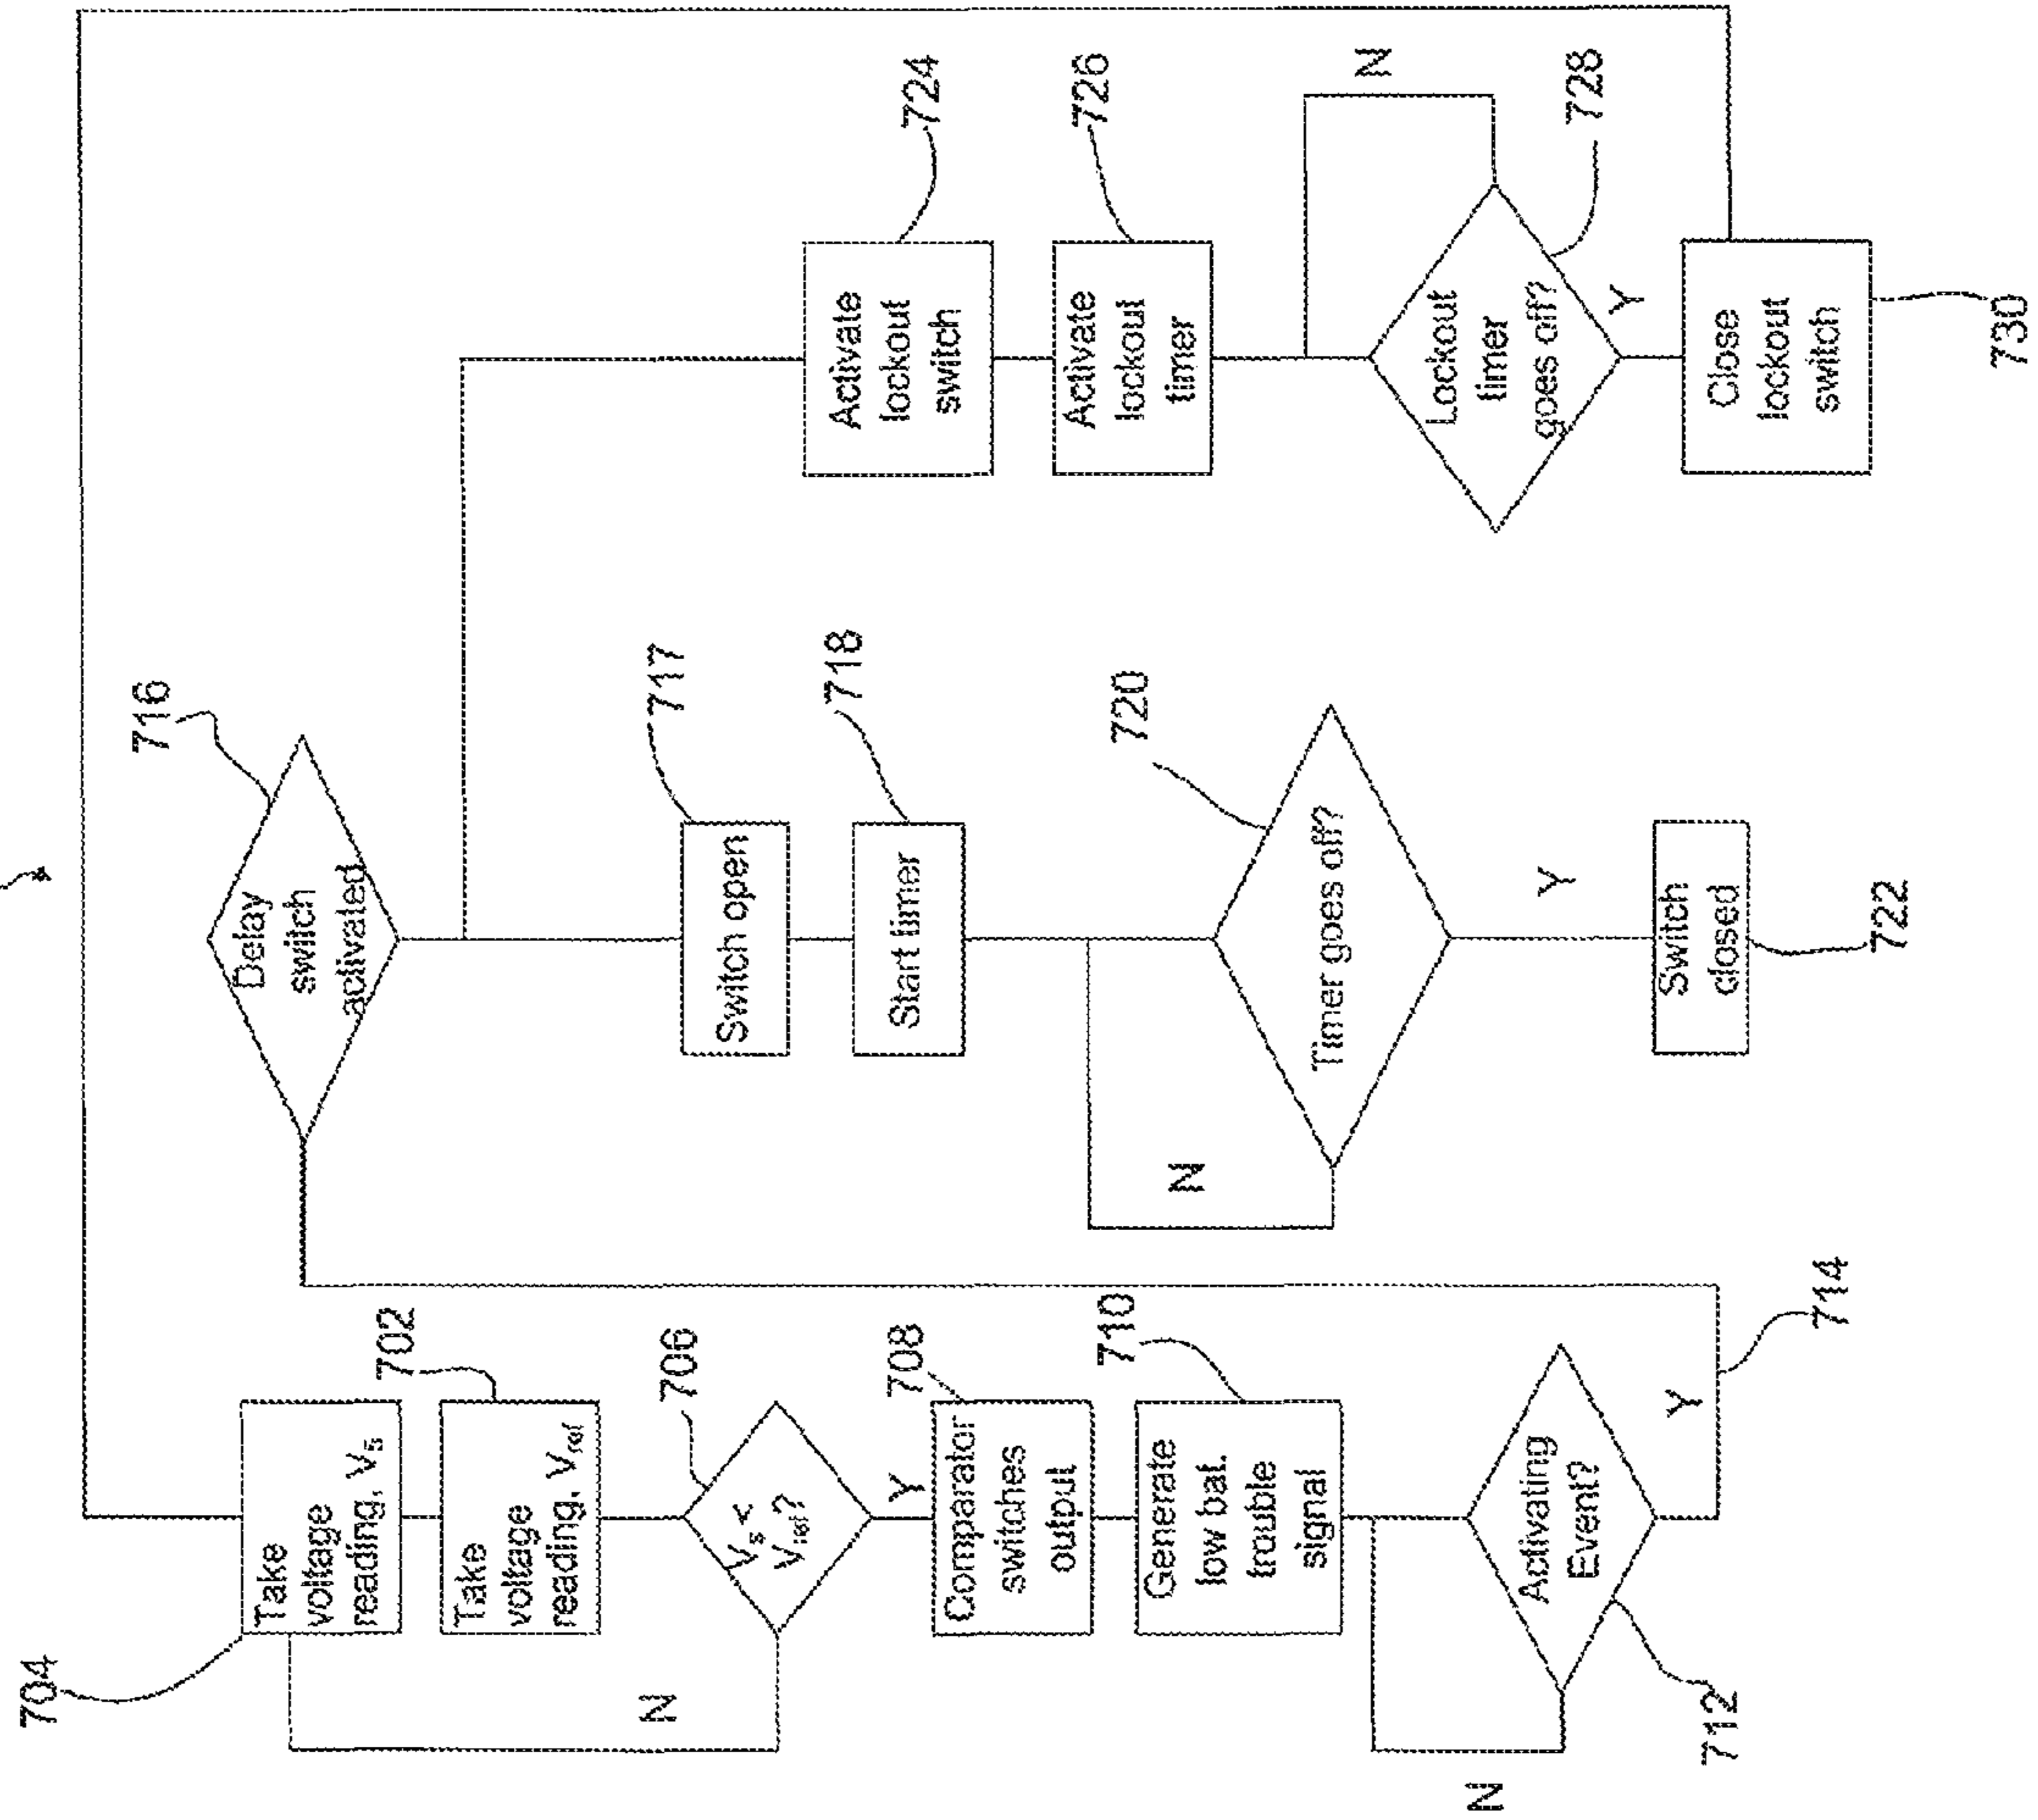 704
Take
voltage
reading, Vs
702
Take
voltage
reading, Vref
706
Vs <
Vref?
N
Y
708
Comparator
switches
output
710
Generate
low bat.
trouble
signal
Activating
Event?
N
712
Y
714
716
Delay
switch
activated
717
Switch open
718
Start timer
720
Timer goes off?
N
Y
Switch
closed
722
724
Activate
lockout
switch
726
Activate
lockout
timer
N
728
Lockout
timer
goes off?
Y
Close
lockout
switch
730